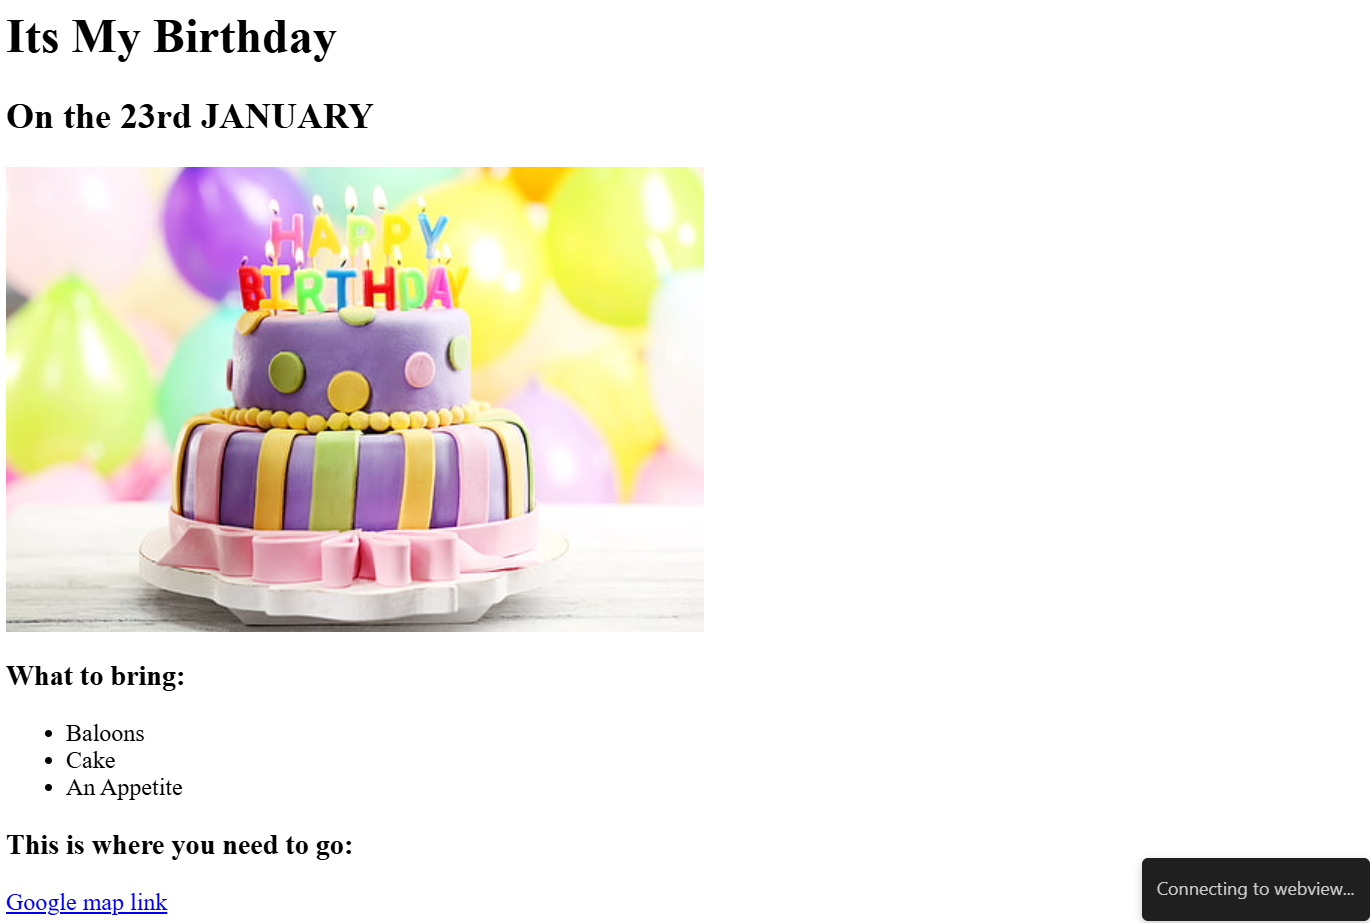 Its My Birthday
On the 23rd JANUARY
HAPPY
BIRTHDAY
What to bring:
Baloons
Cake
An Appetite
This is where you need to go:
Google map link
Connecting to webview...